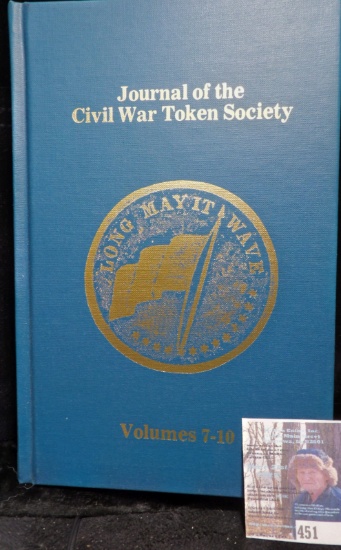 Journal of the
Civil War Token Society
LONG MAY IT WAVE
Volumes 7-10
451